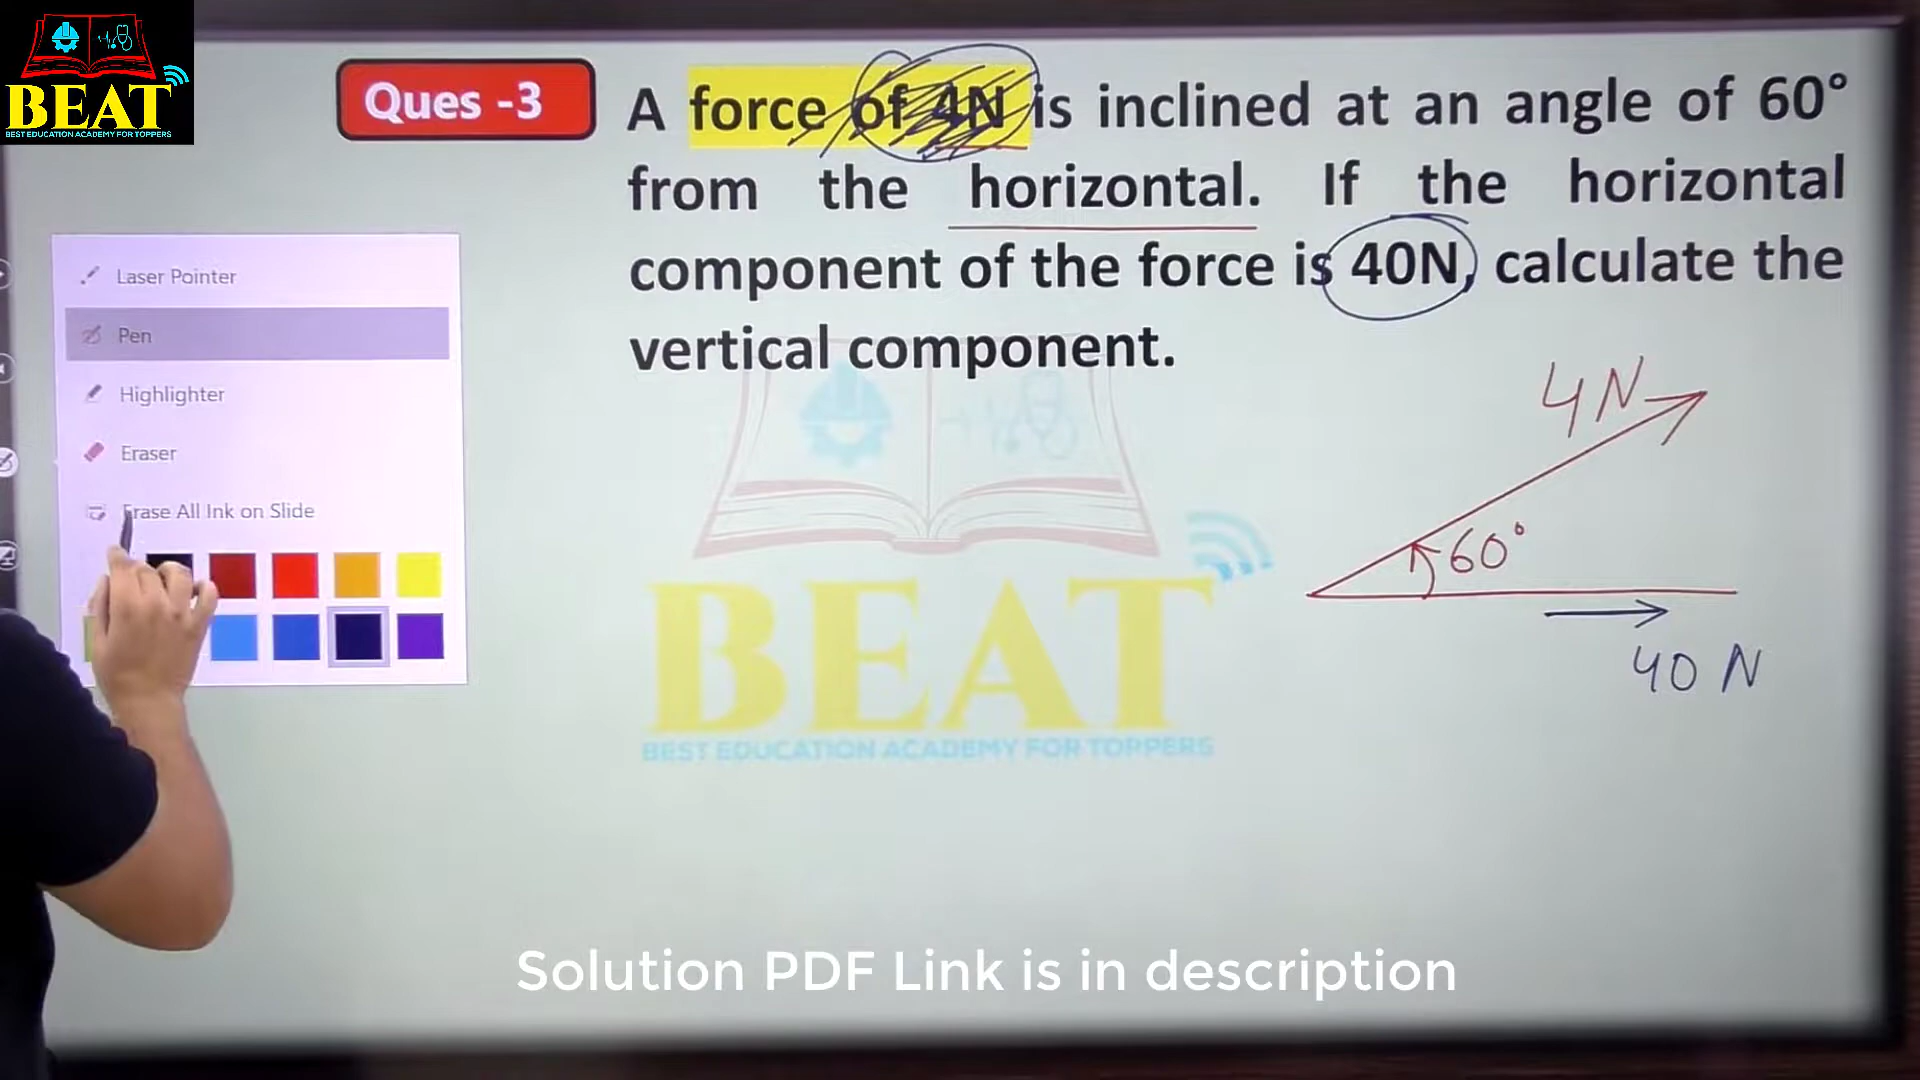 BEAT
BEST EDUCATION ACADEMY FOR TOPPERS
Ques -3
A force of 4N is inclined at an angle of 60°
from the horizontal. If the horizontal
component of the force is 40N, calculate the
vertical component.
Laser Pointer
Pen
Highlighter
Eraser
Erase All Ink on Slide
4N
60°
40 N
BEAT
BEST EDUCATION ACADEMY FOR TOPPERS
Solution PDF Link is in description